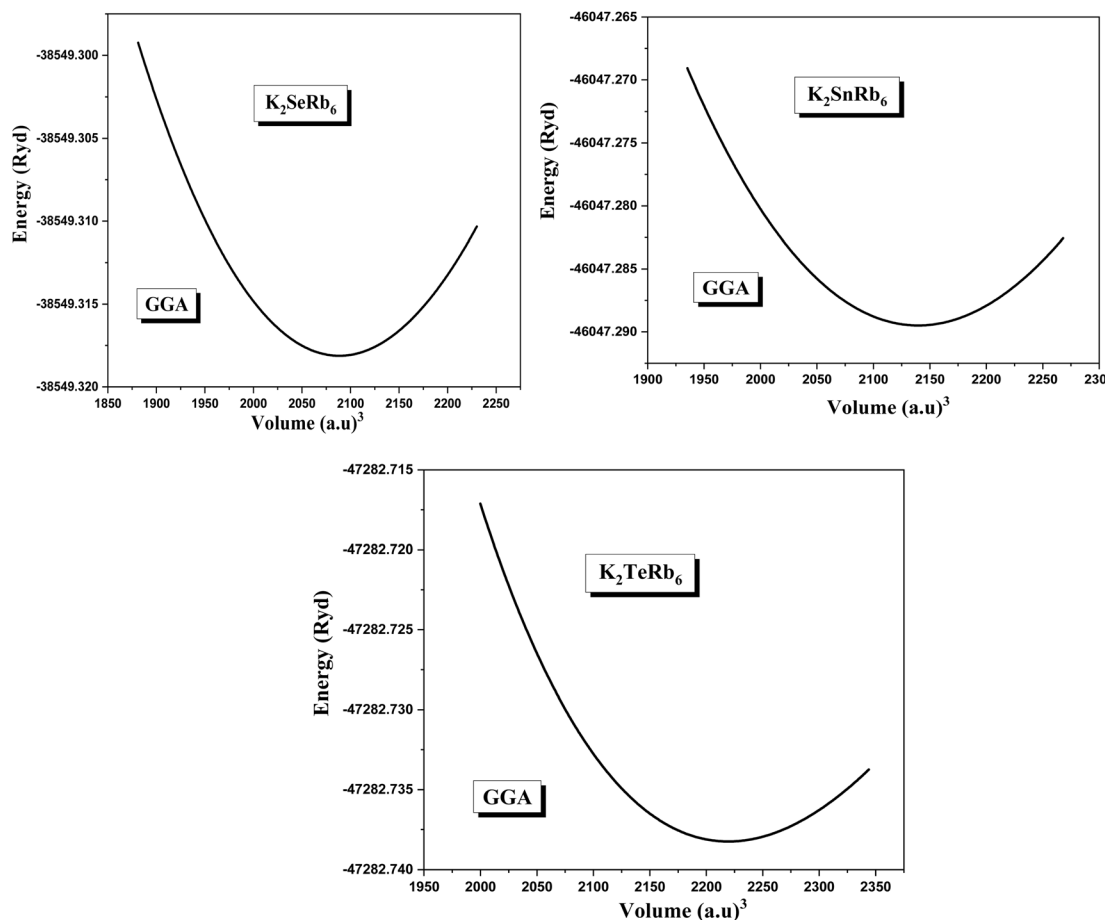 -38549.300
-38549.305
-38549.310
-38549.315
-38549.320
Energy (Ryd)
K₂SeRb₆
GGA
1850 1900 1950 2000 2050 2100 2150 2200 2250
Volume (a.u)³
-46047.265
-46047.270
-46047.275
-46047.280
-46047.285
-46047.290
Energy (Ryd)
K₂SnRb₆
GGA
1900 1950 2000 2050 2100 2150 2200 2250 2300
Volume (a.u)³
-47282.715
-47282.720
-47282.725
-47282.730
-47282.735
-47282.740
Energy (Ryd)
K₂TeRb₆
GGA
1950 2000 2050 2100 2150 2200 2250 2300 2350
Volume (a.u)³